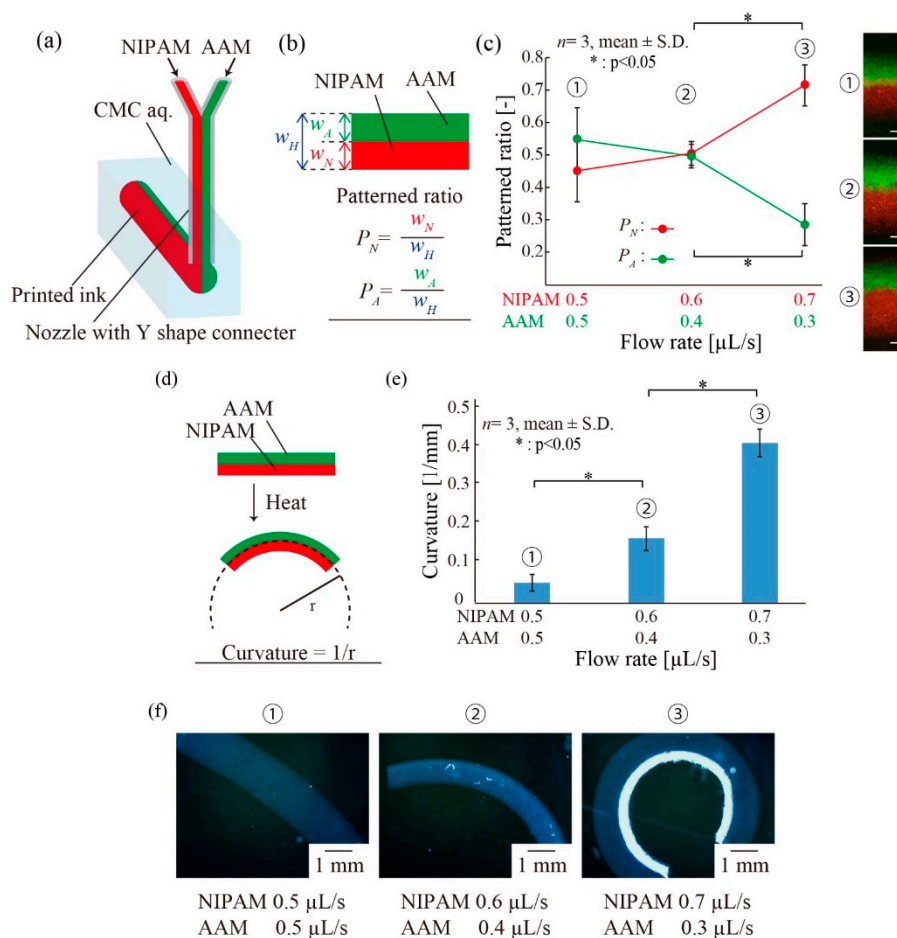 (a)
NIPAM AAM
CMC aq.
Printed ink
Nozzle with Y shape connecter
(b)
NIPAM AAM
w_H w_A
w_N
Patterned ratio
P_N = w_N / w_H
P_A = w_A / w_H
(c)
n= 3, mean ± S.D.
* : p<0.05
*
①
②
③
Patterned ratio [-]
0.8
0.7
0.6
0.5
0.4
0.3
0.2
P_N:
P_A:
*
NIPAM 0.5 0.6 0.7
AAM 0.5 0.4 0.3
Flow rate [µL/s]
①
②
③
(d)
AAM
NIPAM
Heat
r
Curvature = 1/r
(e)
n= 3, mean ± S.D.
* : p<0.05
*
*
①
②
③
Curvature [1/mm]
0.5
0.4
0.3
0.2
0.1
0
NIPAM 0.5 0.6 0.7
AAM 0.5 0.4 0.3
Flow rate [µL/s]
(f)
① ② ③
1 mm 1 mm 1 mm
NIPAM 0.5 µL/s NIPAM 0.6 µL/s NIPAM 0.7 µL/s
AAM 0.5 µL/s AAM 0.4 µL/s AAM 0.3 µL/s